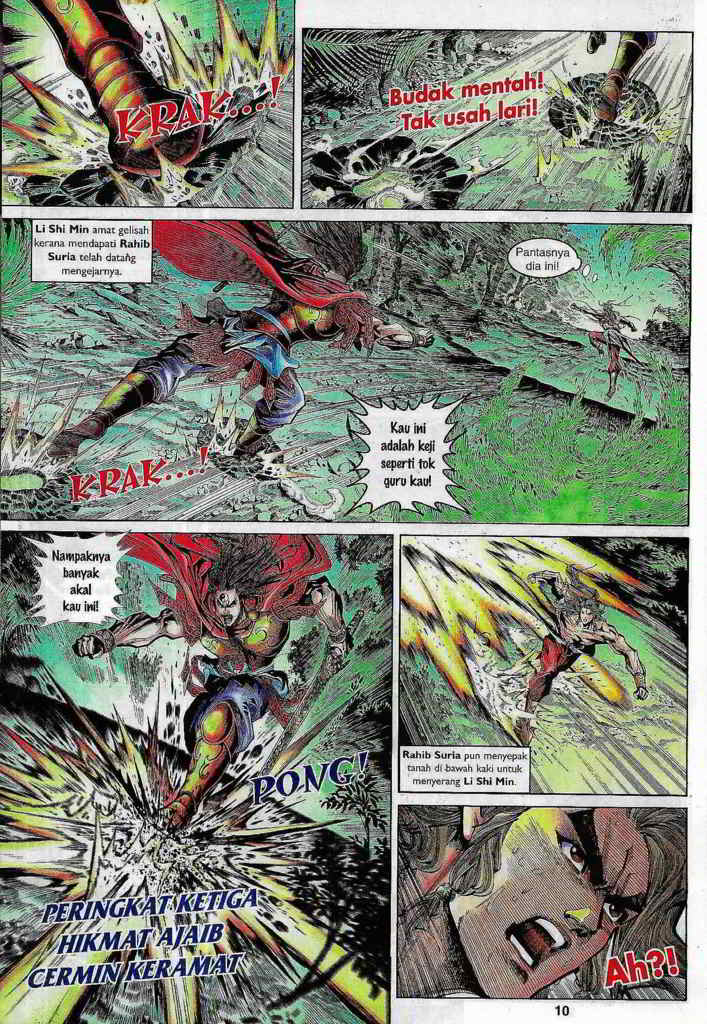 KRAK...!
Budak mentah!
Tak usah lari!
Li Shi Min amat gelisah
kerana mendapati Rahib
Suria telah datang
mengejarnya.
Pantasnya
dia ini!
KRAK...!
Kau ini
adalah keji
seperti tok
guru kau!
Nampaknya
banyak
akal
kau ini!
PONG!
PERINGKAT KETIGA
HIKMAT AJAIB
CERMIN KERAMAT
Rahib Suria pun menyepak
tanah di bawah kaki untuk
menyerang Li Shi Min.
Ah?!
10